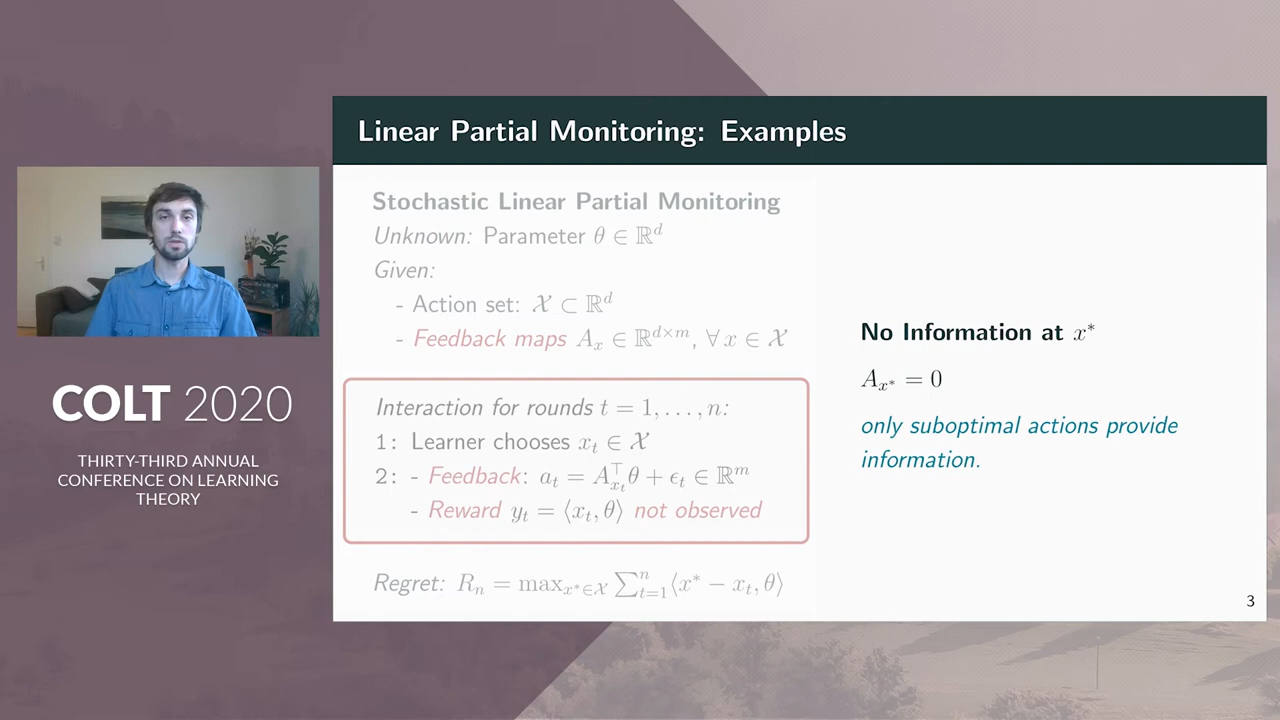 Linear Partial Monitoring: Examples
Stochastic Linear Partial Monitoring
Unknown: Parameter θ ∈ ℝ^d
Given:
- Action set: 𝒳 ⊂ ℝ^d
- Feedback maps A_x ∈ ℝ^{d×m}, ∀ x ∈ 𝒳
Interaction for rounds t = 1, . . . , n:
1: Learner chooses x_t ∈ 𝒳
2: - Feedback: a_t = A_{x_t}^⊤ θ + ϵ_t ∈ ℝ^m
- Reward y_t = ⟨x_t, θ⟩ not observed
Regret: R_n = max_{x*∈𝒳} ∑_{t=1}^n ⟨x* − x_t, θ⟩
No Information at x*
A_{x*} = 0
only suboptimal actions provide
information.
3
COLT 2020
THIRTY-THIRD ANNUAL
CONFERENCE ON LEARNING
THEORY